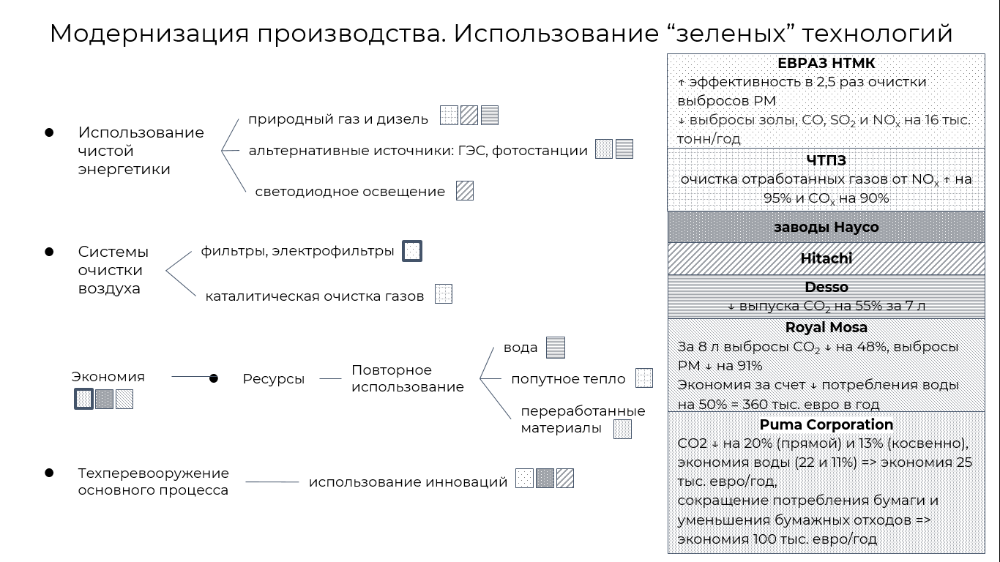 Модернизация производства. Использование “зеленых” технологий
Использование
чистой
энергетики
природный газ и дизель
альтернативные источники: ГЭС, фотостанции
светодиодное освещение
Системы
очистки
воздуха
фильтры, электрофильтры
каталитическая очистка газов
Экономия
Ресурсы
Повторное
использование
вода
попутное тепло
переработанные
материалы
Техперевооружение
основного процесса
использование инноваций
ЕВРАЗ НТМК
↑ эффективность в 2,5 раз очистки
выбросов PM
↓ выбросы золы, CO, SO₂ и NOₓ на 16 тыс.
тонн/год
ЧТПЗ
очистка отработанных газов от NOₓ ↑ на
95% и COₓ на 90%
заводы Hayco
Hitachi
Desso
↓ выпуска CO₂ на 55% за 7 л
Royal Mosa
За 8 л выбросы CO₂ ↓ на 48%, выбросы
PM ↓ на 91%
Экономия за счет ↓ потребления воды
на 50% = 360 тыс. евро в год
Puma Corporation
CO2 ↓ на 20% (прямой) и 13% (косвенно),
экономия воды (22 и 11%) => экономия 25
тыс. евро/год,
сокращение потребления бумаги и
уменьшения бумажных отходов =>
экономия 100 тыс. евро/год